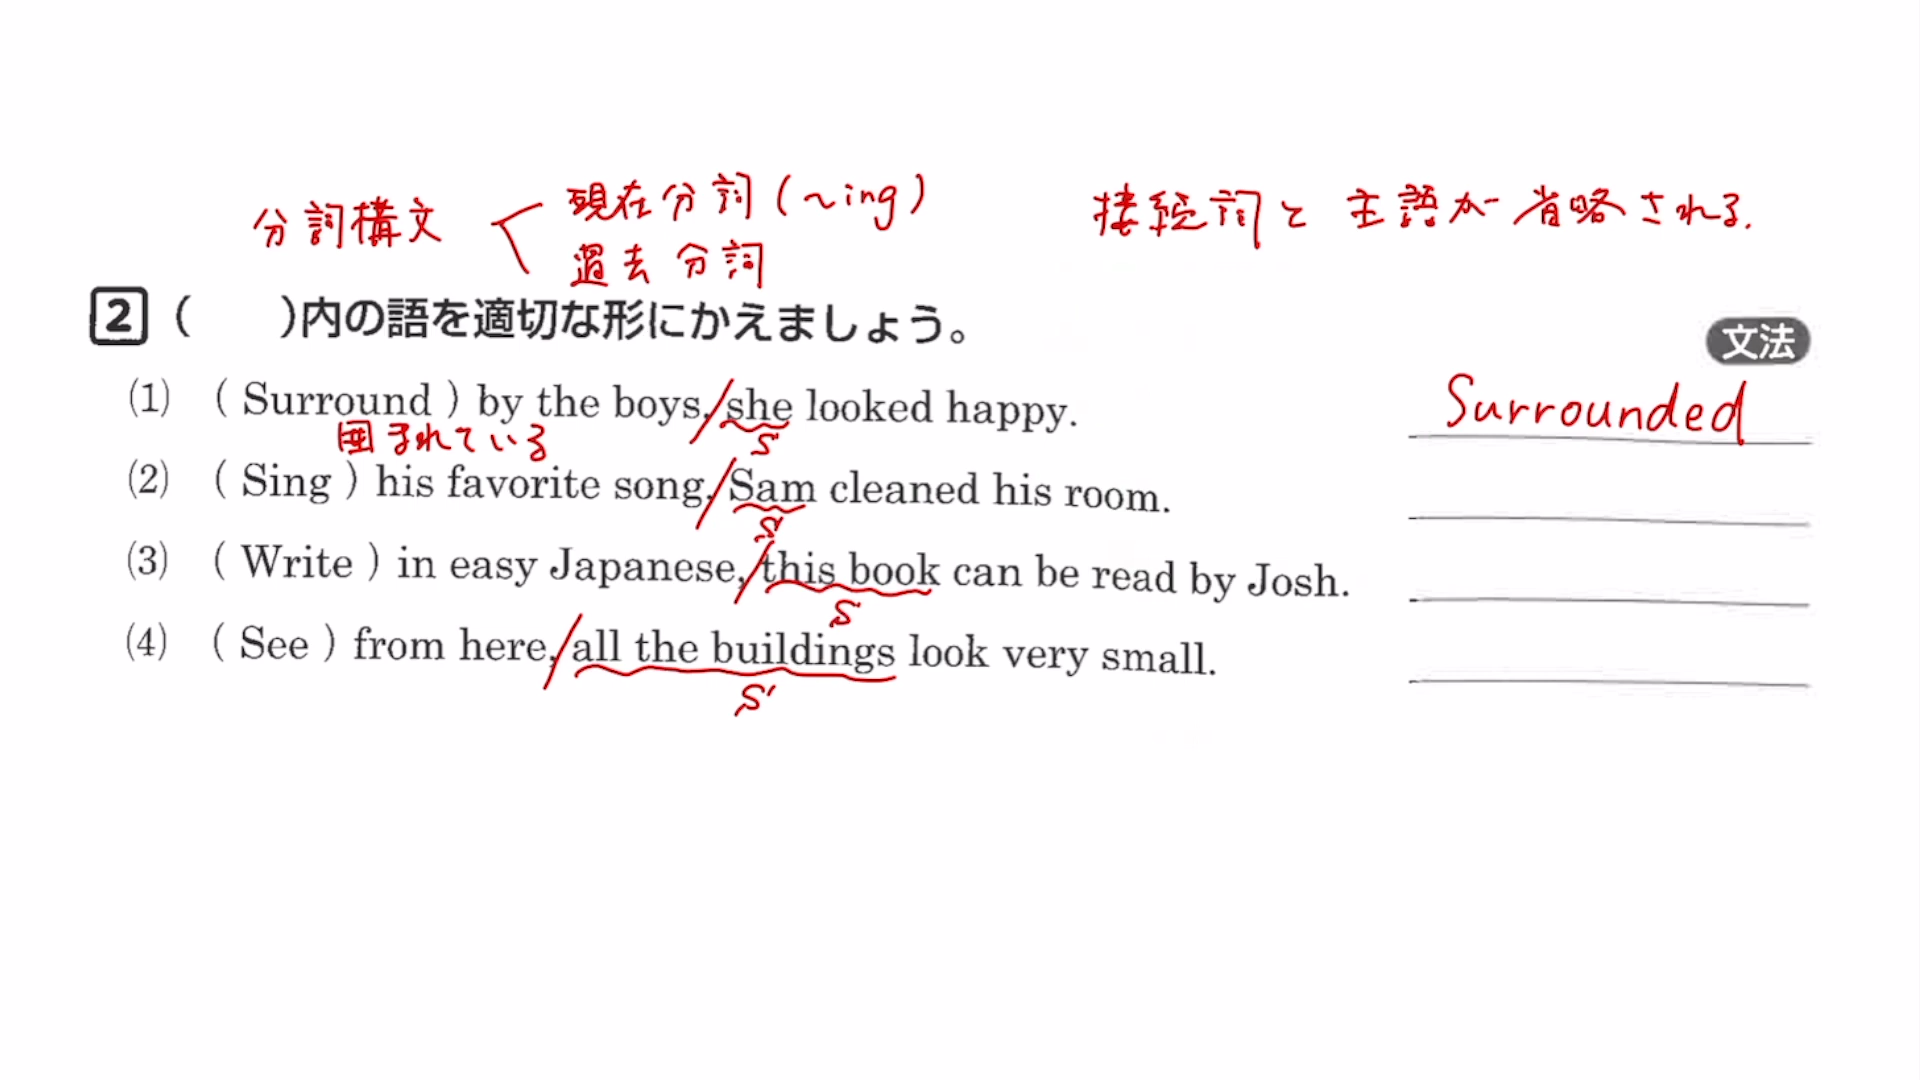 分詞構文 現在分詞(~ing) 接続詞と主語が省略される.
過去分詞
2 (　　)内の語を適切な形にかえましょう。
文法
(1) ( Surround ) by the boys, she looked happy. Surrounded
囲まれている S
(2) ( Sing ) his favorite song, Sam cleaned his room.
S
(3) ( Write ) in easy Japanese, this book can be read by Josh.
S
(4) ( See ) from here, all the buildings look very small.
S